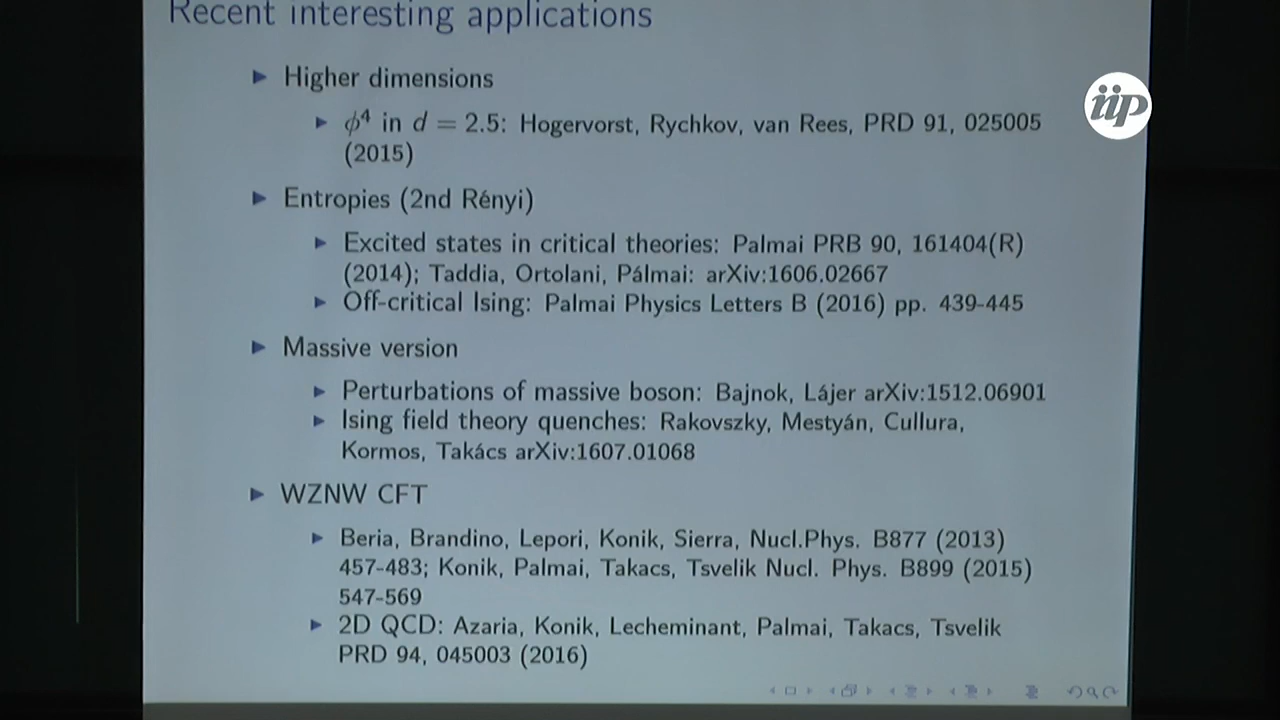 Recent interesting applications
iip
Higher dimensions
ϕ⁴ in d = 2.5: Hogervorst, Rychkov, van Rees, PRD 91, 025005
(2015)
Entropies (2nd Rényi)
Excited states in critical theories: Palmai PRB 90, 161404(R)
(2014); Taddia, Ortolani, Pálmai: arXiv:1606.02667
Off-critical Ising: Palmai Physics Letters B (2016) pp. 439-445
Massive version
Perturbations of massive boson: Bajnok, Lájer arXiv:1512.06901
Ising field theory quenches: Rakovszky, Mestyán, Cullura,
Kormos, Takács arXiv:1607.01068
WZNW CFT
Beria, Brandino, Lepori, Konik, Sierra, Nucl.Phys. B877 (2013)
457-483; Konik, Palmai, Takacs, Tsvelik Nucl. Phys. B899 (2015)
547-569
2D QCD: Azaria, Konik, Lecheminant, Palmai, Takacs, Tsvelik
PRD 94, 045003 (2016)